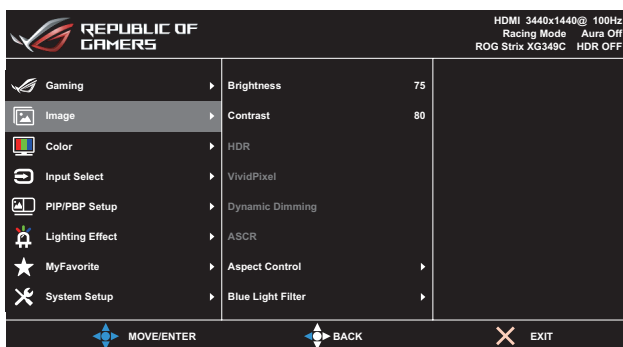 REPUBLIC OF
GAMERS
HDMI 3440x1440@ 100Hz
Racing Mode Aura Off
ROG Strix XG349C HDR OFF
Gaming
Image
Color
Input Select
PIP/PBP Setup
Lighting Effect
MyFavorite
System Setup
Brightness 75
Contrast 80
HDR
VividPixel
Dynamic Dimming
ASCR
Aspect Control
Blue Light Filter
MOVE/ENTER BACK EXIT